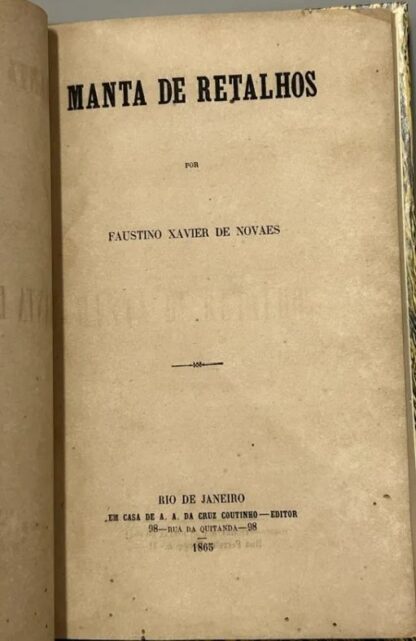 MANTA DE RETALHOS
POR
FAUSTINO XAVIER DE NOVAES
RIO DE JANEIRO
EM CASA DE A. A. DA CRUZ COUTINHO—EDITOR
98—RUA DA QUITANDA—98
1865